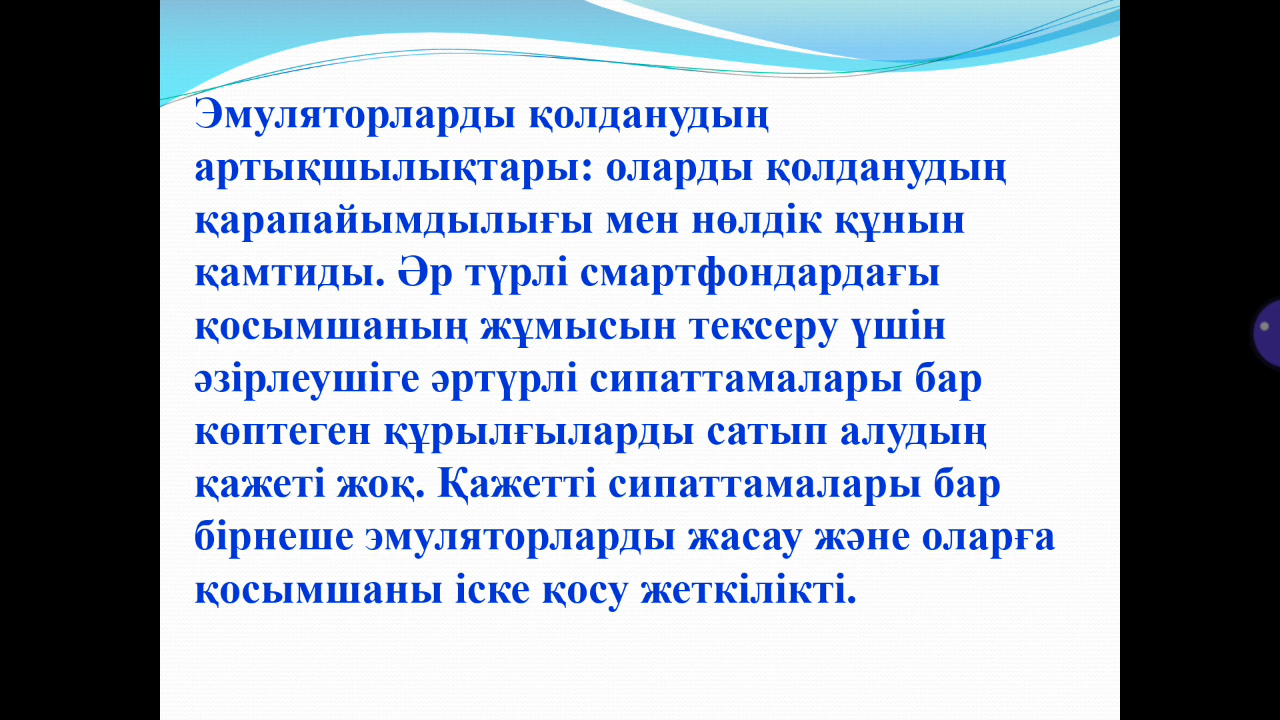 Эмуляторларды қолданудың
артықшылықтары: оларды қолданудың
қарапайымдылығы мен нөлдік құнын
қамтиды. Әр түрлі смартфондардағы
қосымшаның жұмысын тексеру үшін
әзірлеушіге әртүрлі сипаттамалары бар
көптеген құрылғыларды сатып алудың
қажеті жоқ. Қажетті сипаттамалары бар
бірнеше эмуляторларды жасау және оларға
қосымшаны іске қосу жеткілікті.